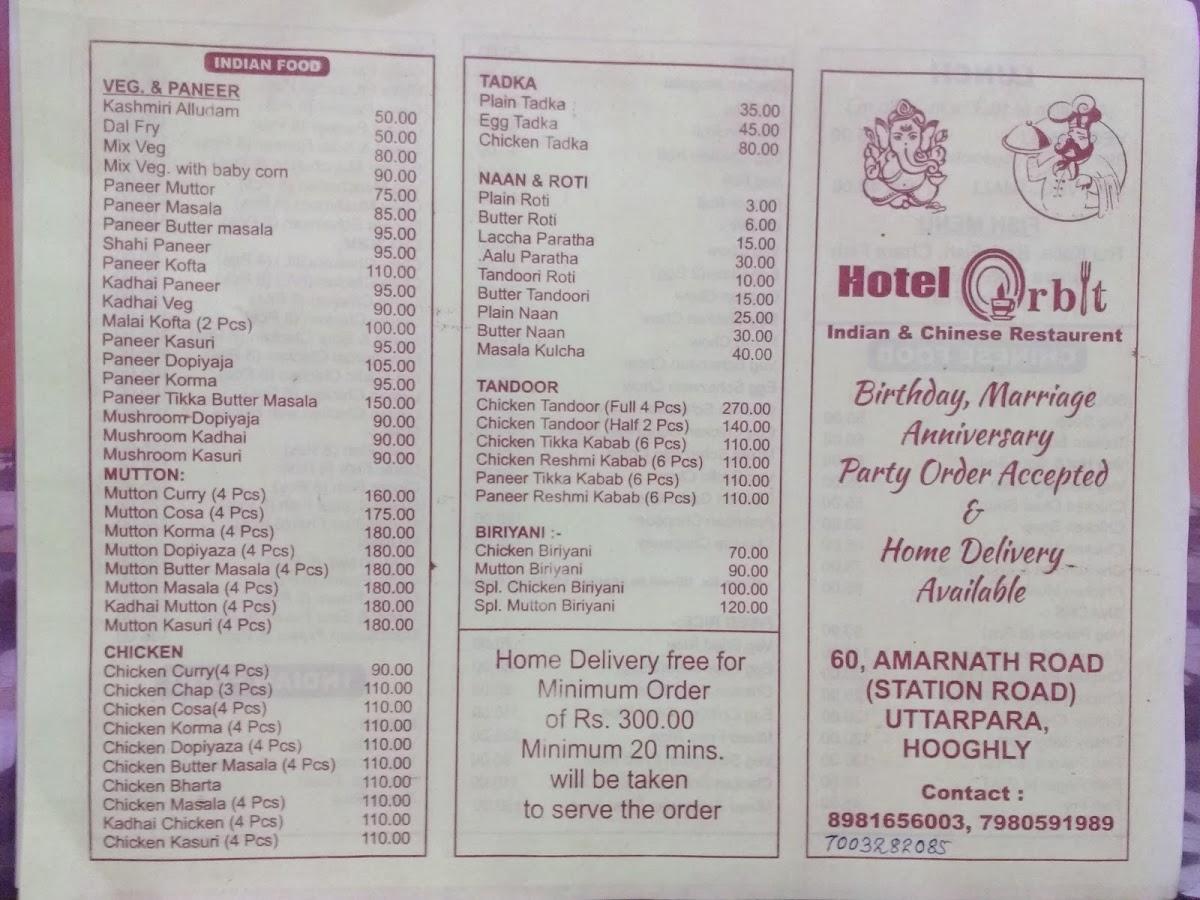 INDIAN FOOD
VEG. & PANEER
Kashmiri Alludam 50.00
Dal Fry 50.00
Mix Veg 80.00
Mix Veg. with baby corn 90.00
Paneer Muttor 75.00
Paneer Masala 85.00
Paneer Butter masala 95.00
Shahi Paneer 95.00
Paneer Kofta 110.00
Kadhai Paneer 95.00
Kadhai Veg 90.00
Malai Kofta (2 Pcs) 100.00
Paneer Kasuri 95.00
Paneer Dopiyaja 105.00
Paneer Korma 95.00
Paneer Tikka Butter Masala 150.00
Mushroom Dopiyaja 90.00
Mushroom Kadhai 90.00
Mushroom Kasuri 90.00
MUTTON:
Mutton Curry (4 Pcs) 160.00
Mutton Cosa (4 Pcs) 175.00
Mutton Korma (4 Pcs) 180.00
Mutton Dopiyaza (4 Pcs) 180.00
Mutton Butter Masala (4 Pcs) 180.00
Mutton Masala (4 Pcs) 180.00
Kadhai Mutton (4 Pcs) 180.00
Mutton Kasuri (4 Pcs) 180.00
CHICKEN
Chicken Curry(4 Pcs) 90.00
Chicken Chap (3 Pcs) 110.00
Chicken Cosa(4 Pcs) 110.00
Chicken Korma (4 Pcs) 110.00
Chicken Dopiyaza (4 Pcs) 110.00
Chicken Butter Masala (4 Pcs) 110.00
Chicken Bharta 110.00
Chicken Masala (4 Pcs) 110.00
Kadhai Chicken (4 Pcs) 110.00
Chicken Kasuri (4 Pcs) 110.00
TADKA
Plain Tadka 35.00
Egg Tadka 45.00
Chicken Tadka 80.00
NAAN & ROTI
Plain Roti 3.00
Butter Roti 6.00
Laccha Paratha 15.00
Aalu Paratha 30.00
Tandoori Roti 10.00
Butter Tandoori 15.00
Plain Naan 25.00
Butter Naan 30.00
Masala Kulcha 40.00
TANDOOR
Chicken Tandoor (Full 4 Pcs) 270.00
Chicken Tandoor (Half 2 Pcs) 140.00
Chicken Tikka Kabab (6 Pcs) 110.00
Chicken Reshmi Kabab (6 Pcs) 110.00
Paneer Tikka Kabab (6 Pcs) 110.00
Paneer Reshmi Kabab (6 Pcs) 110.00
BIRIYANI :-
Chicken Biriyani 70.00
Mutton Biriyani 90.00
Spl. Chicken Biriyani 100.00
Spl. Mutton Biriyani 120.00
Home Delivery free for
Minimum Order
of Rs. 300.00
Minimum 20 mins.
will be taken
to serve the order
Hotel Orbit
Indian & Chinese Restaurent
Birthday, Marriage
Anniversary
Party Order Accepted
&
Home Delivery
Available
60, AMARNATH ROAD
(STATION ROAD)
UTTARPARA,
HOOGHLY
Contact :
8981656003, 7980591989
7003282085